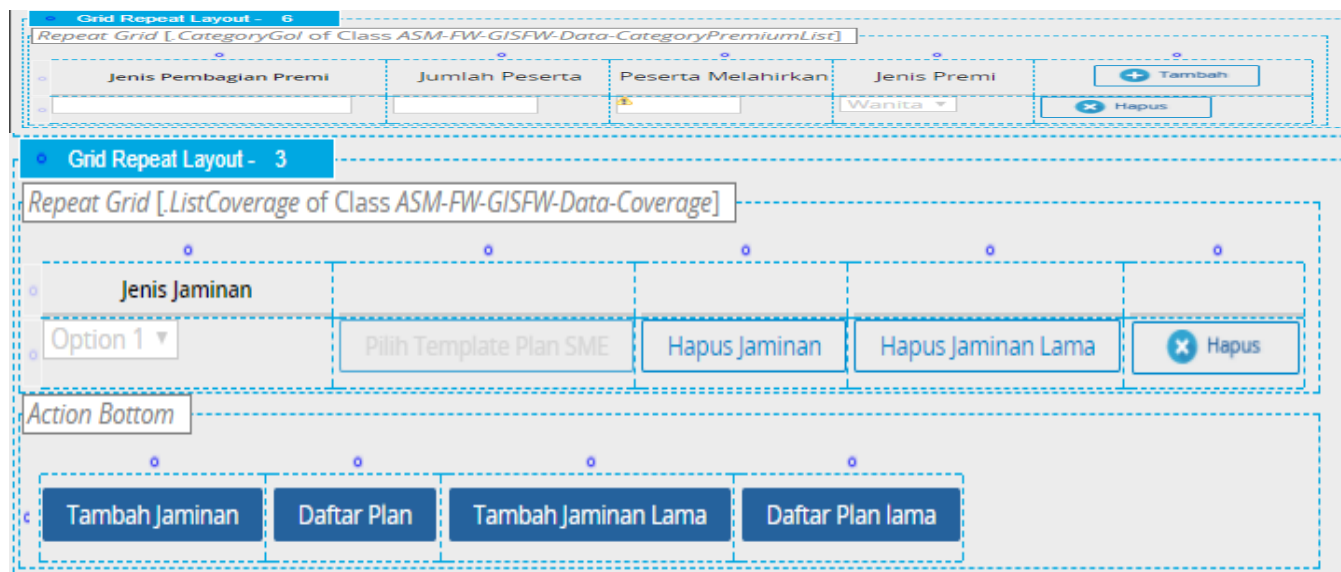 Grid Repeat Layout - 6
Repeat Grid [.CategoryGol of Class ASM-FW-GISFW-Data-CategoryPremiumList]
Jenis Pembagian Premi Jumlah Peserta Peserta Melahirkan Jenis Premi Tambah
Wanita Hapus
Grid Repeat Layout - 3
Repeat Grid [.ListCoverage of Class ASM-FW-GISFW-Data-Coverage]
Jenis Jaminan
Option 1 Pilih Template Plan SME Hapus Jaminan Hapus Jaminan Lama Hapus
Action Bottom
Tambah Jaminan Daftar Plan Tambah Jaminan Lama Daftar Plan lama